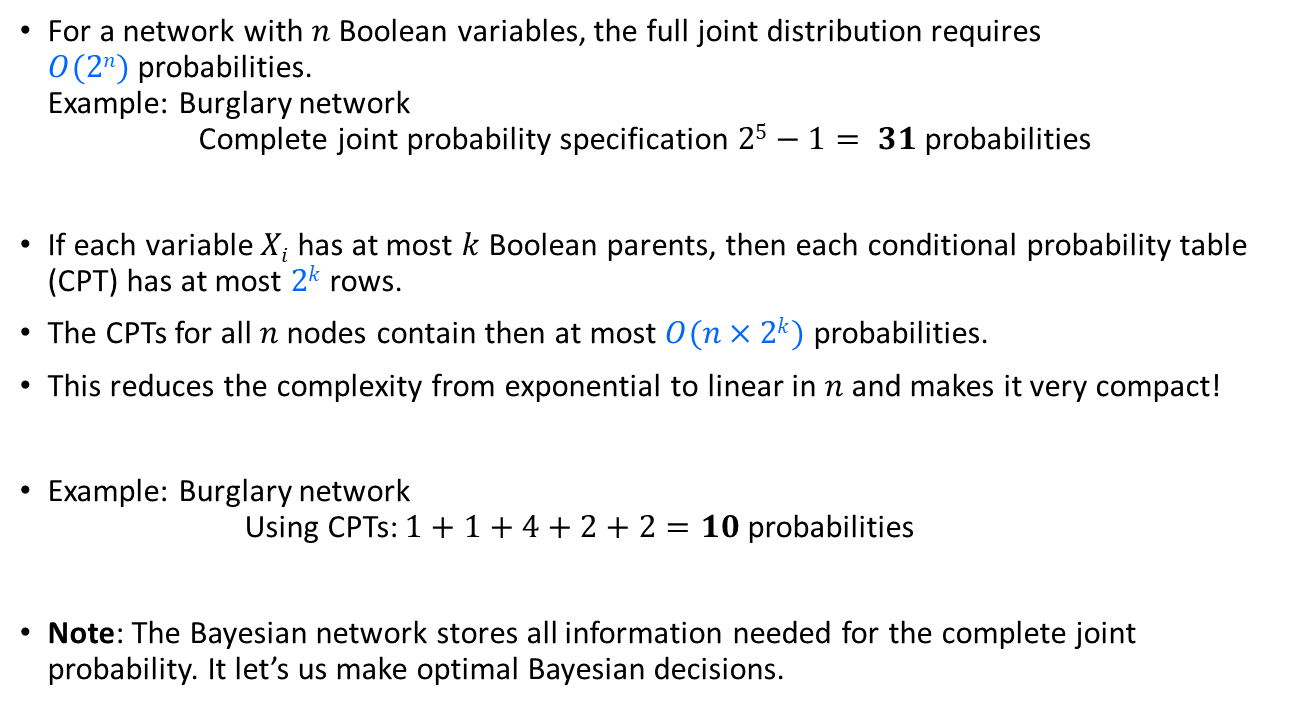 • For a network with n Boolean variables, the full joint distribution requires
O(2ⁿ) probabilities.
Example: Burglary network
Complete joint probability specification 2⁵ − 1 = 31 probabilities
• If each variable Xᵢ has at most k Boolean parents, then each conditional probability table
(CPT) has at most 2ᵏ rows.
• The CPTs for all n nodes contain then at most O(n × 2ᵏ) probabilities.
• This reduces the complexity from exponential to linear in n and makes it very compact!
• Example: Burglary network
Using CPTs: 1 + 1 + 4 + 2 + 2 = 10 probabilities
• Note: The Bayesian network stores all information needed for the complete joint
probability. It let’s us make optimal Bayesian decisions.